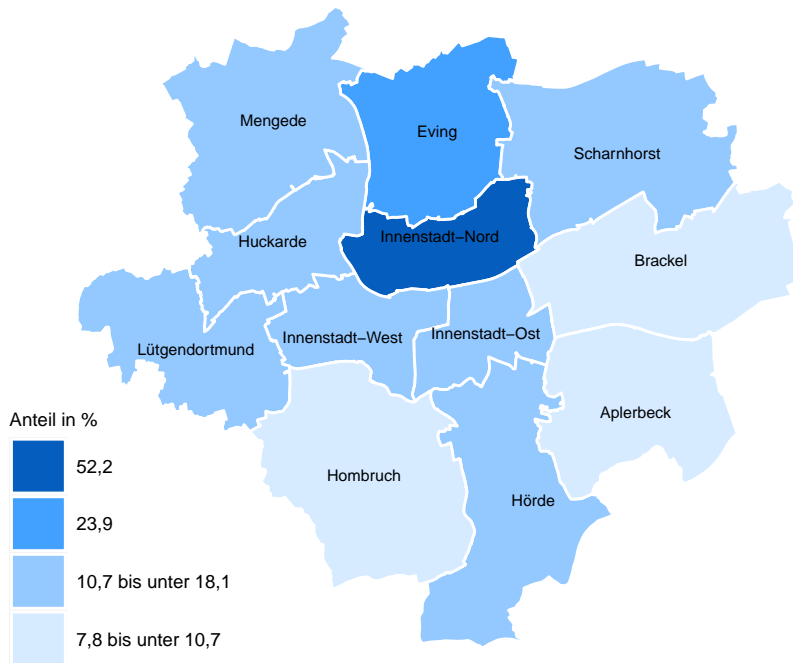 Mengede
Eving
Scharnhorst
Huckarde
Innenstadt–Nord
Brackel
Lütgendortmund
Innenstadt–West
Innenstadt–Ost
Aplerbeck
Hombruch
Hörde
Anteil in %
52,2
23,9
10,7 bis unter 18,1
7,8 bis unter 10,7